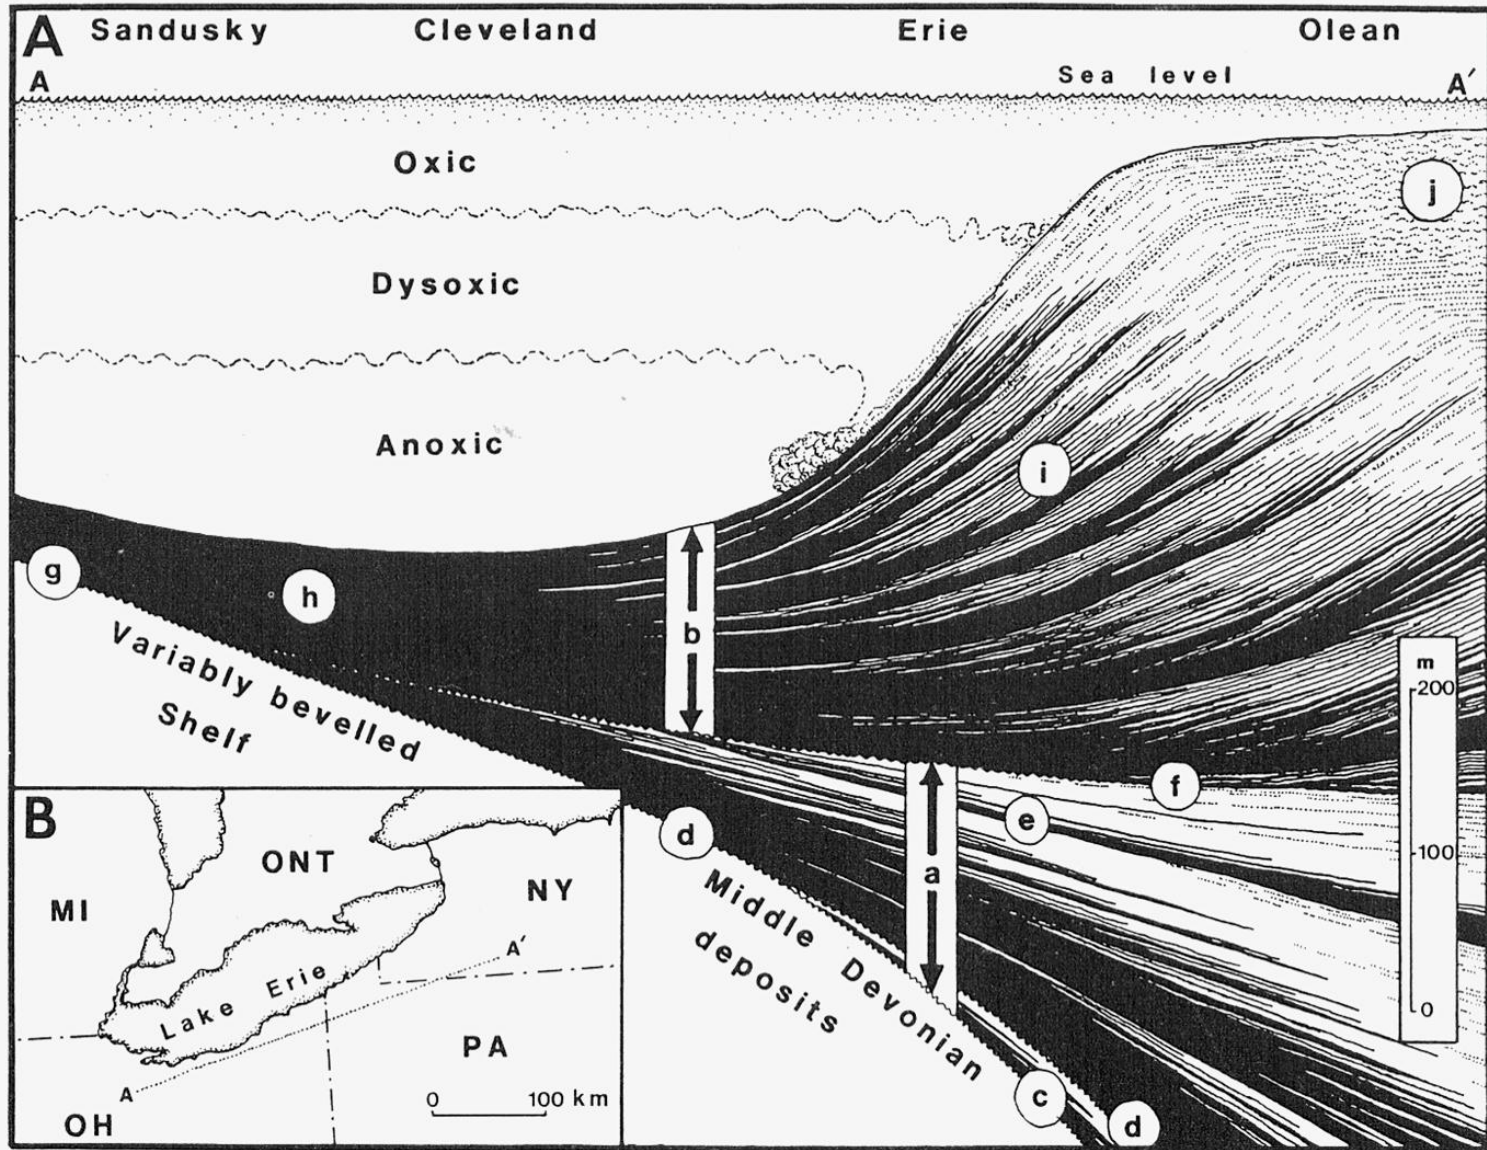 A Sandusky Cleveland Erie Olean
Sea level
A A′
Oxic
j
Dysoxic
Anoxic
i
g
h
b
Variably bevelled
Shelf
m
200
100
0
f
e
d
a
Middle Devonian
deposits
c
d
B
MI
ONT
NY
A′
Lake Erie
PA
A
0 100 km
OH